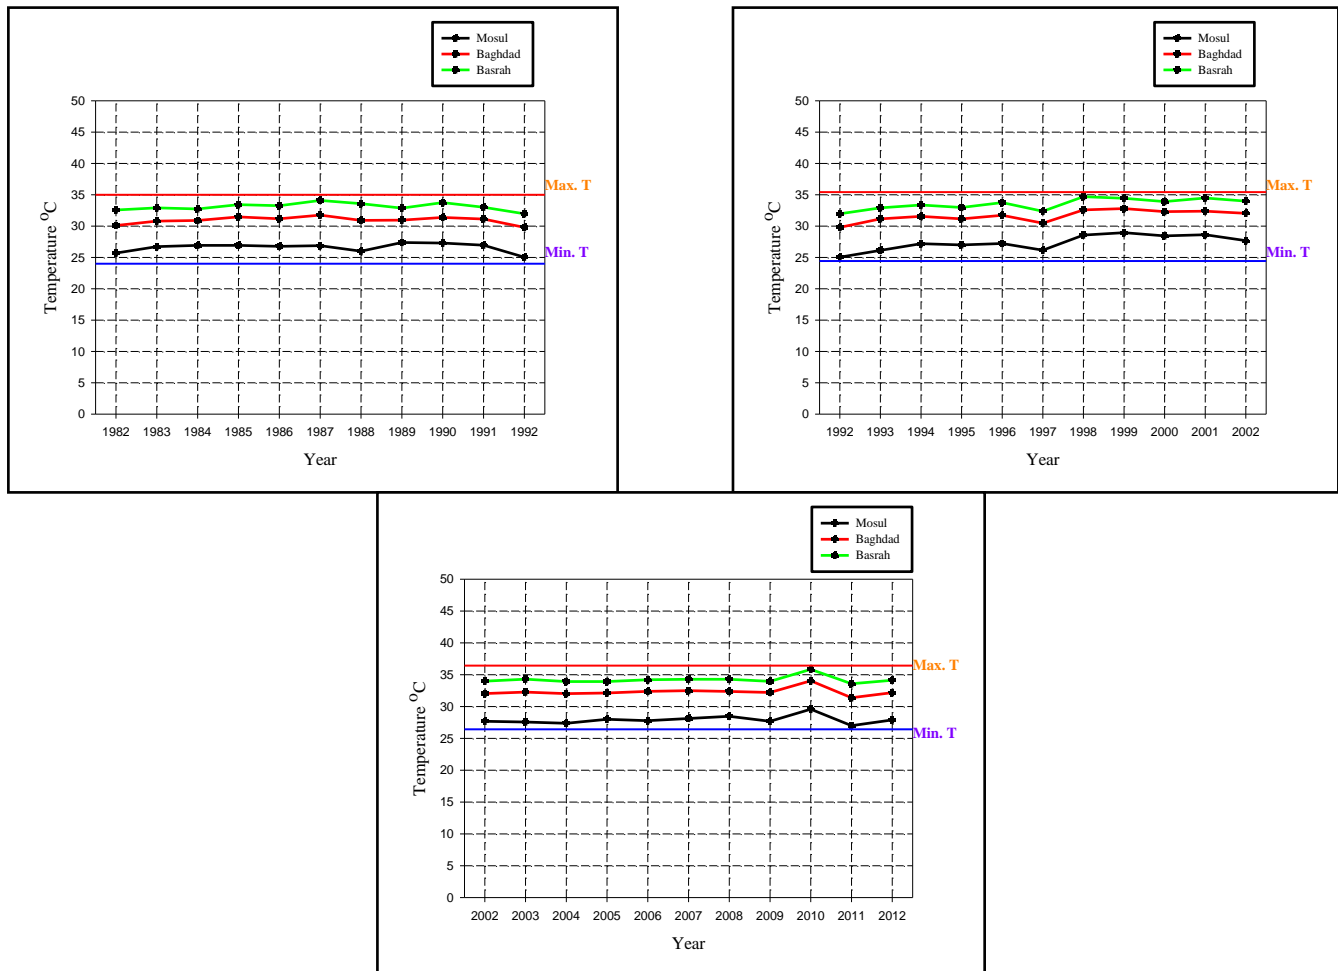 Mosul
Baghdad
Basrah
50
45
40
35
30
25
20
15
10
5
0
Temperature ºC
Max. T
Min. T
1982 1983 1984 1985 1986 1987 1988 1989 1990 1991 1992
Year
Mosul
Baghdad
Basrah
50
45
40
35
30
25
20
15
10
5
0
Temperature ºC
Max. T
Min. T
1992 1993 1994 1995 1996 1997 1998 1999 2000 2001 2002
Year
Mosul
Baghdad
Basrah
50
45
40
35
30
25
20
15
10
5
0
Temperature ºC
Max. T
Min. T
2002 2003 2004 2005 2006 2007 2008 2009 2010 2011 2012
Year